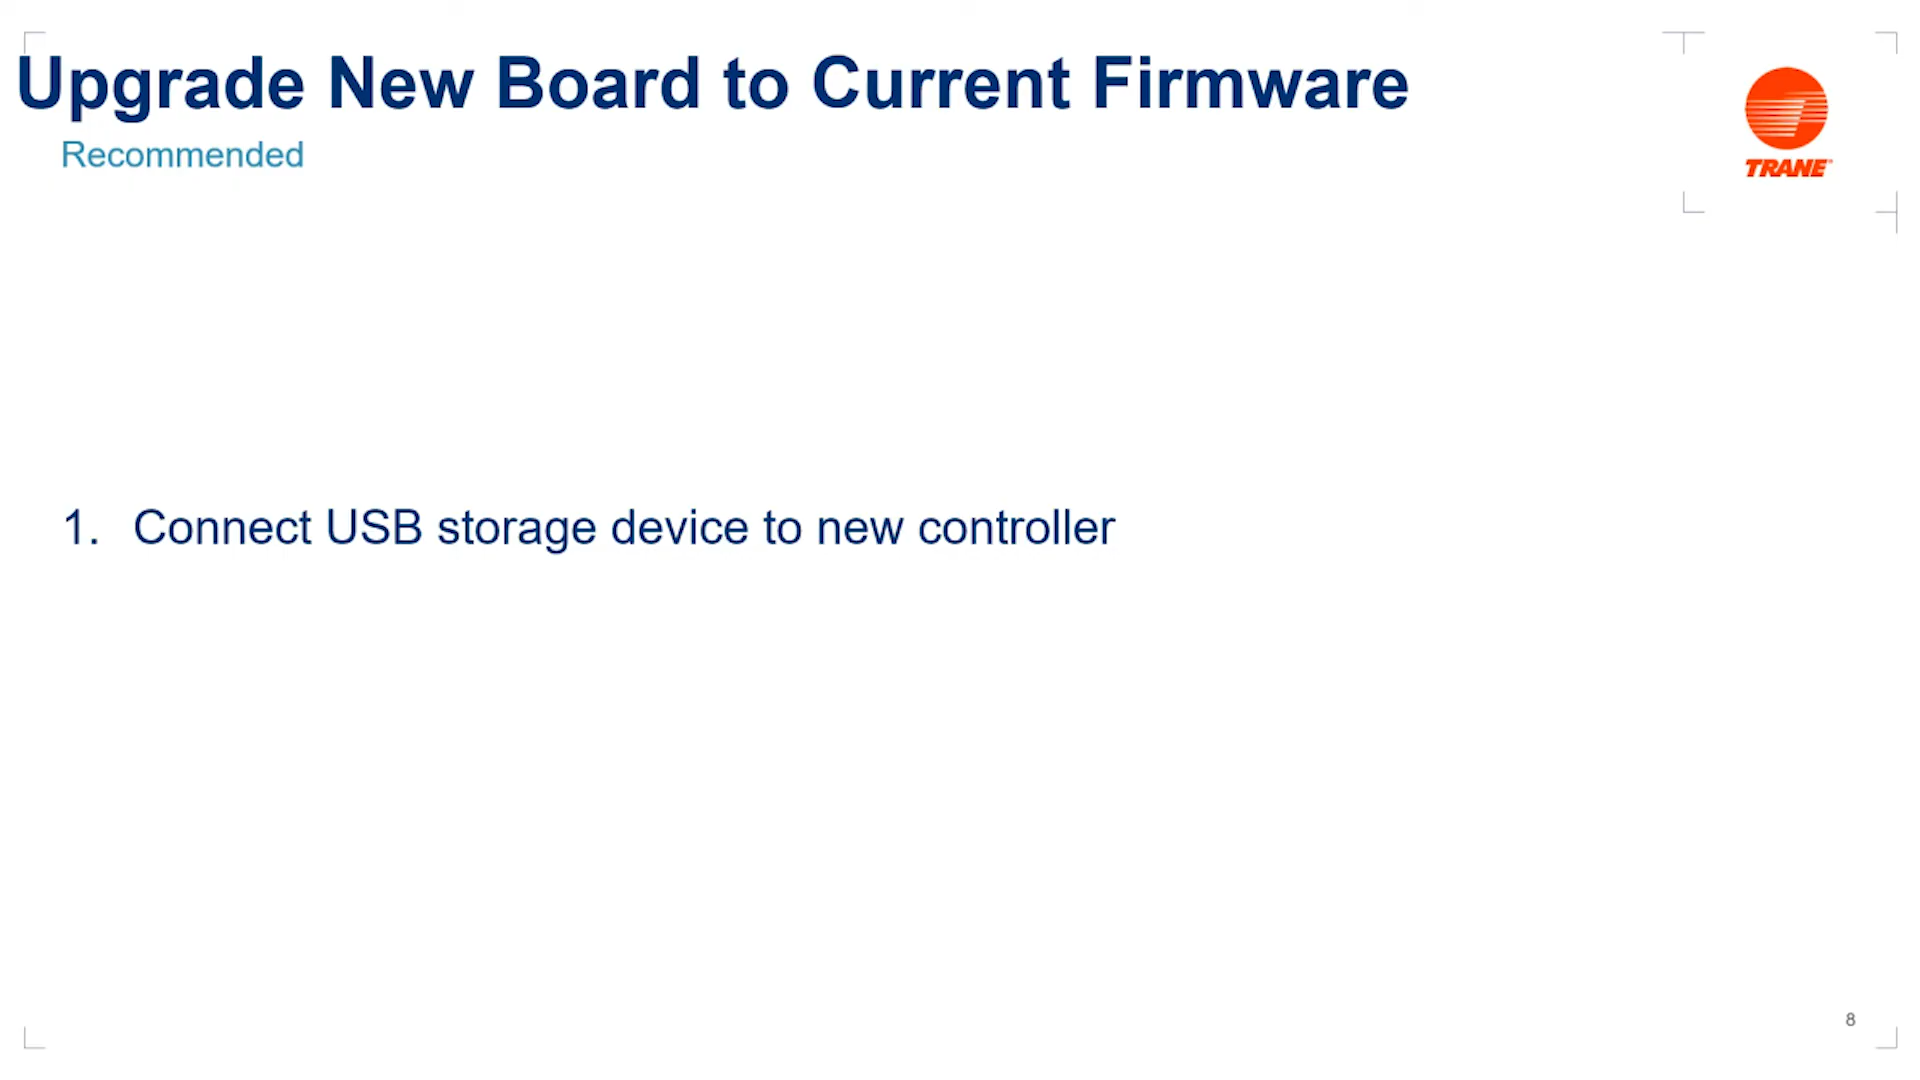 Upgrade New Board to Current Firmware
Recommended
TRANE®
1. Connect USB storage device to new controller
8